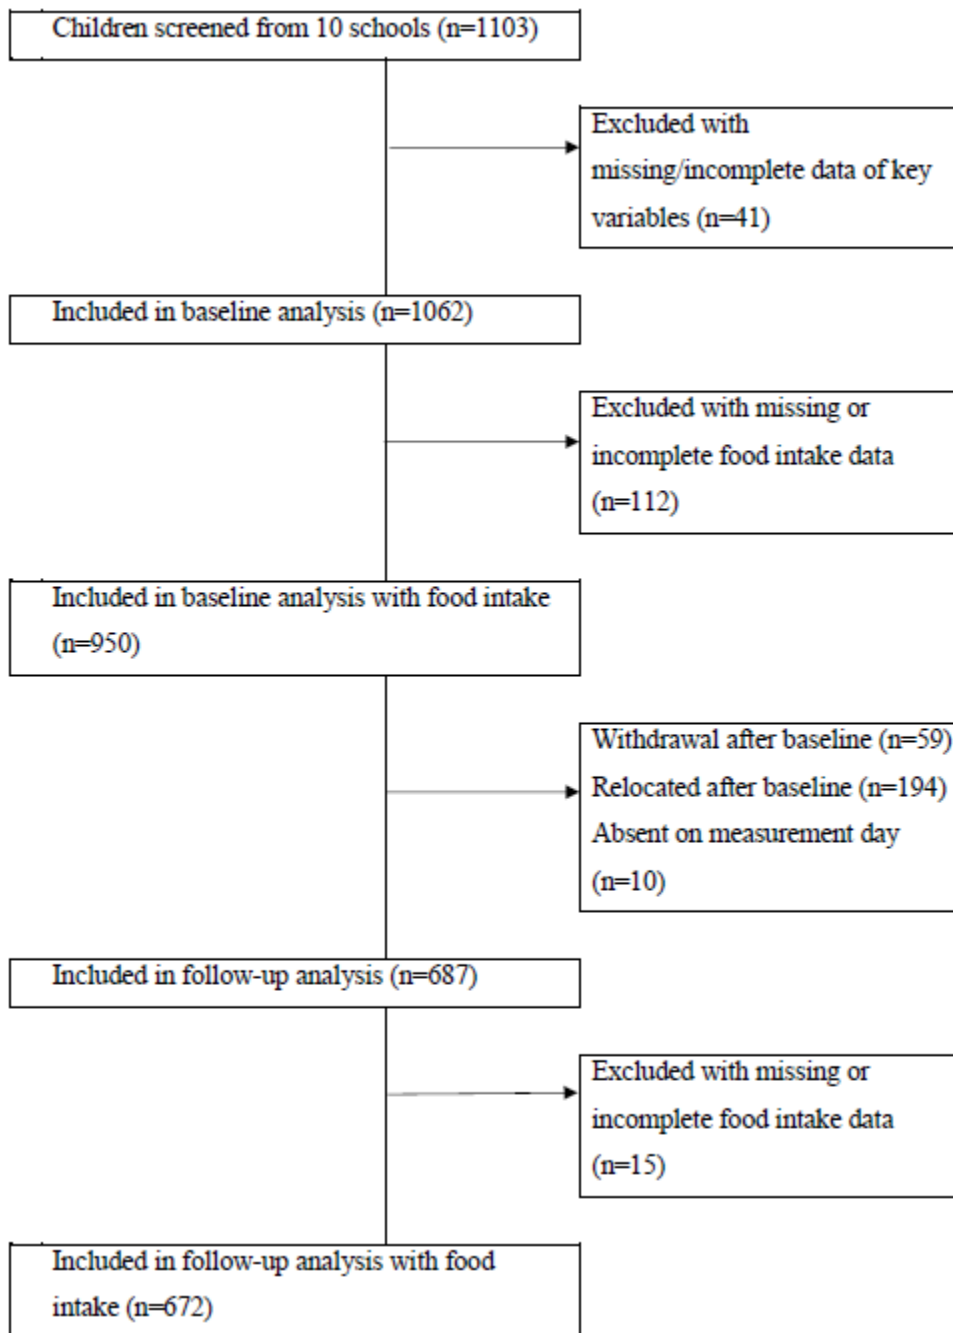 Children screened from 10 schools (n=1103)
Excluded with
missing/incomplete data of key
variables (n=41)
Included in baseline analysis (n=1062)
Excluded with missing or
incomplete food intake data
(n=112)
Included in baseline analysis with food intake
(n=950)
Withdrawal after baseline (n=59)
Relocated after baseline (n=194)
Absent on measurement day
(n=10)
Included in follow-up analysis (n=687)
Excluded with missing or
incomplete food intake data
(n=15)
Included in follow-up analysis with food
intake (n=672)